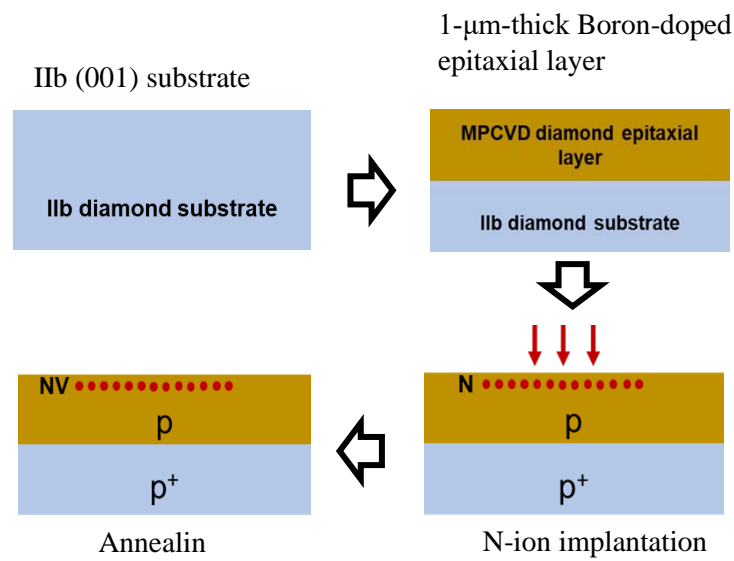 IIb (001) substrate
IIb diamond substrate
1-μm-thick Boron-doped
epitaxial layer
MPCVD diamond epitaxial
layer
IIb diamond substrate
N
p
p⁺
N-ion implantation
NV
p
p⁺
Annealin